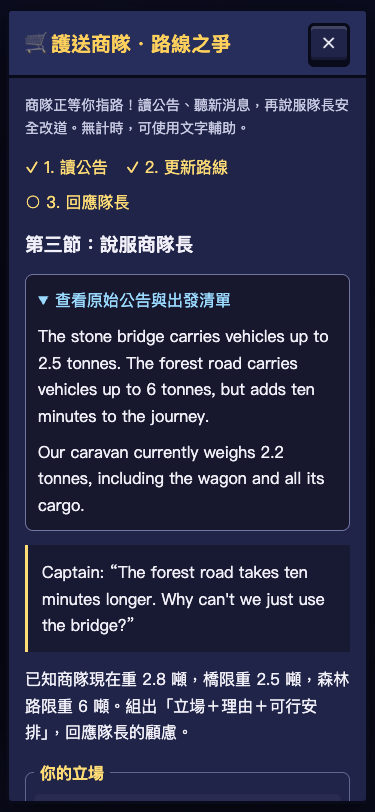 護送商隊・路線之爭
✕
商隊正等你指路！讀公告、聽新消息，再說服隊長安
全改道。無計時，可使用文字輔助。
✓ 1. 讀公告 ✓ 2. 更新路線
○ 3. 回應隊長
第三節：說服商隊長
▼ 查看原始公告與出發清單
The stone bridge carries vehicles up to
2.5 tonnes. The forest road carries
vehicles up to 6 tonnes, but adds ten
minutes to the journey.
Our caravan currently weighs 2.2
tonnes, including the wagon and all its
cargo.
Captain: “The forest road takes ten
minutes longer. Why can't we just use
the bridge?”
已知商隊現在重 2.8 噸，橋限重 2.5 噸，森林
路限重 6 噸。組出「立場＋理由＋可行安
排」，回應隊長的顧慮。
你的立場